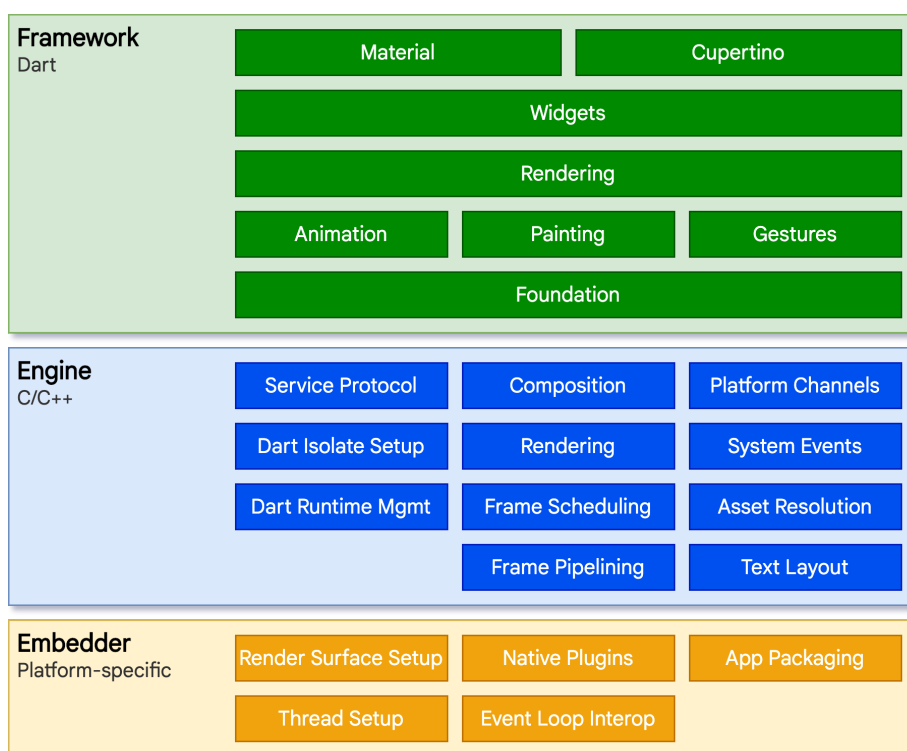 Framework
Dart
Material
Cupertino
Widgets
Rendering
Animation
Painting
Gestures
Foundation
Engine
C/C++
Service Protocol
Composition
Platform Channels
Dart Isolate Setup
Rendering
System Events
Dart Runtime Mgmt
Frame Scheduling
Asset Resolution
Frame Pipelining
Text Layout
Embedder
Platform-specific
Render Surface Setup
Native Plugins
App Packaging
Thread Setup
Event Loop Interop